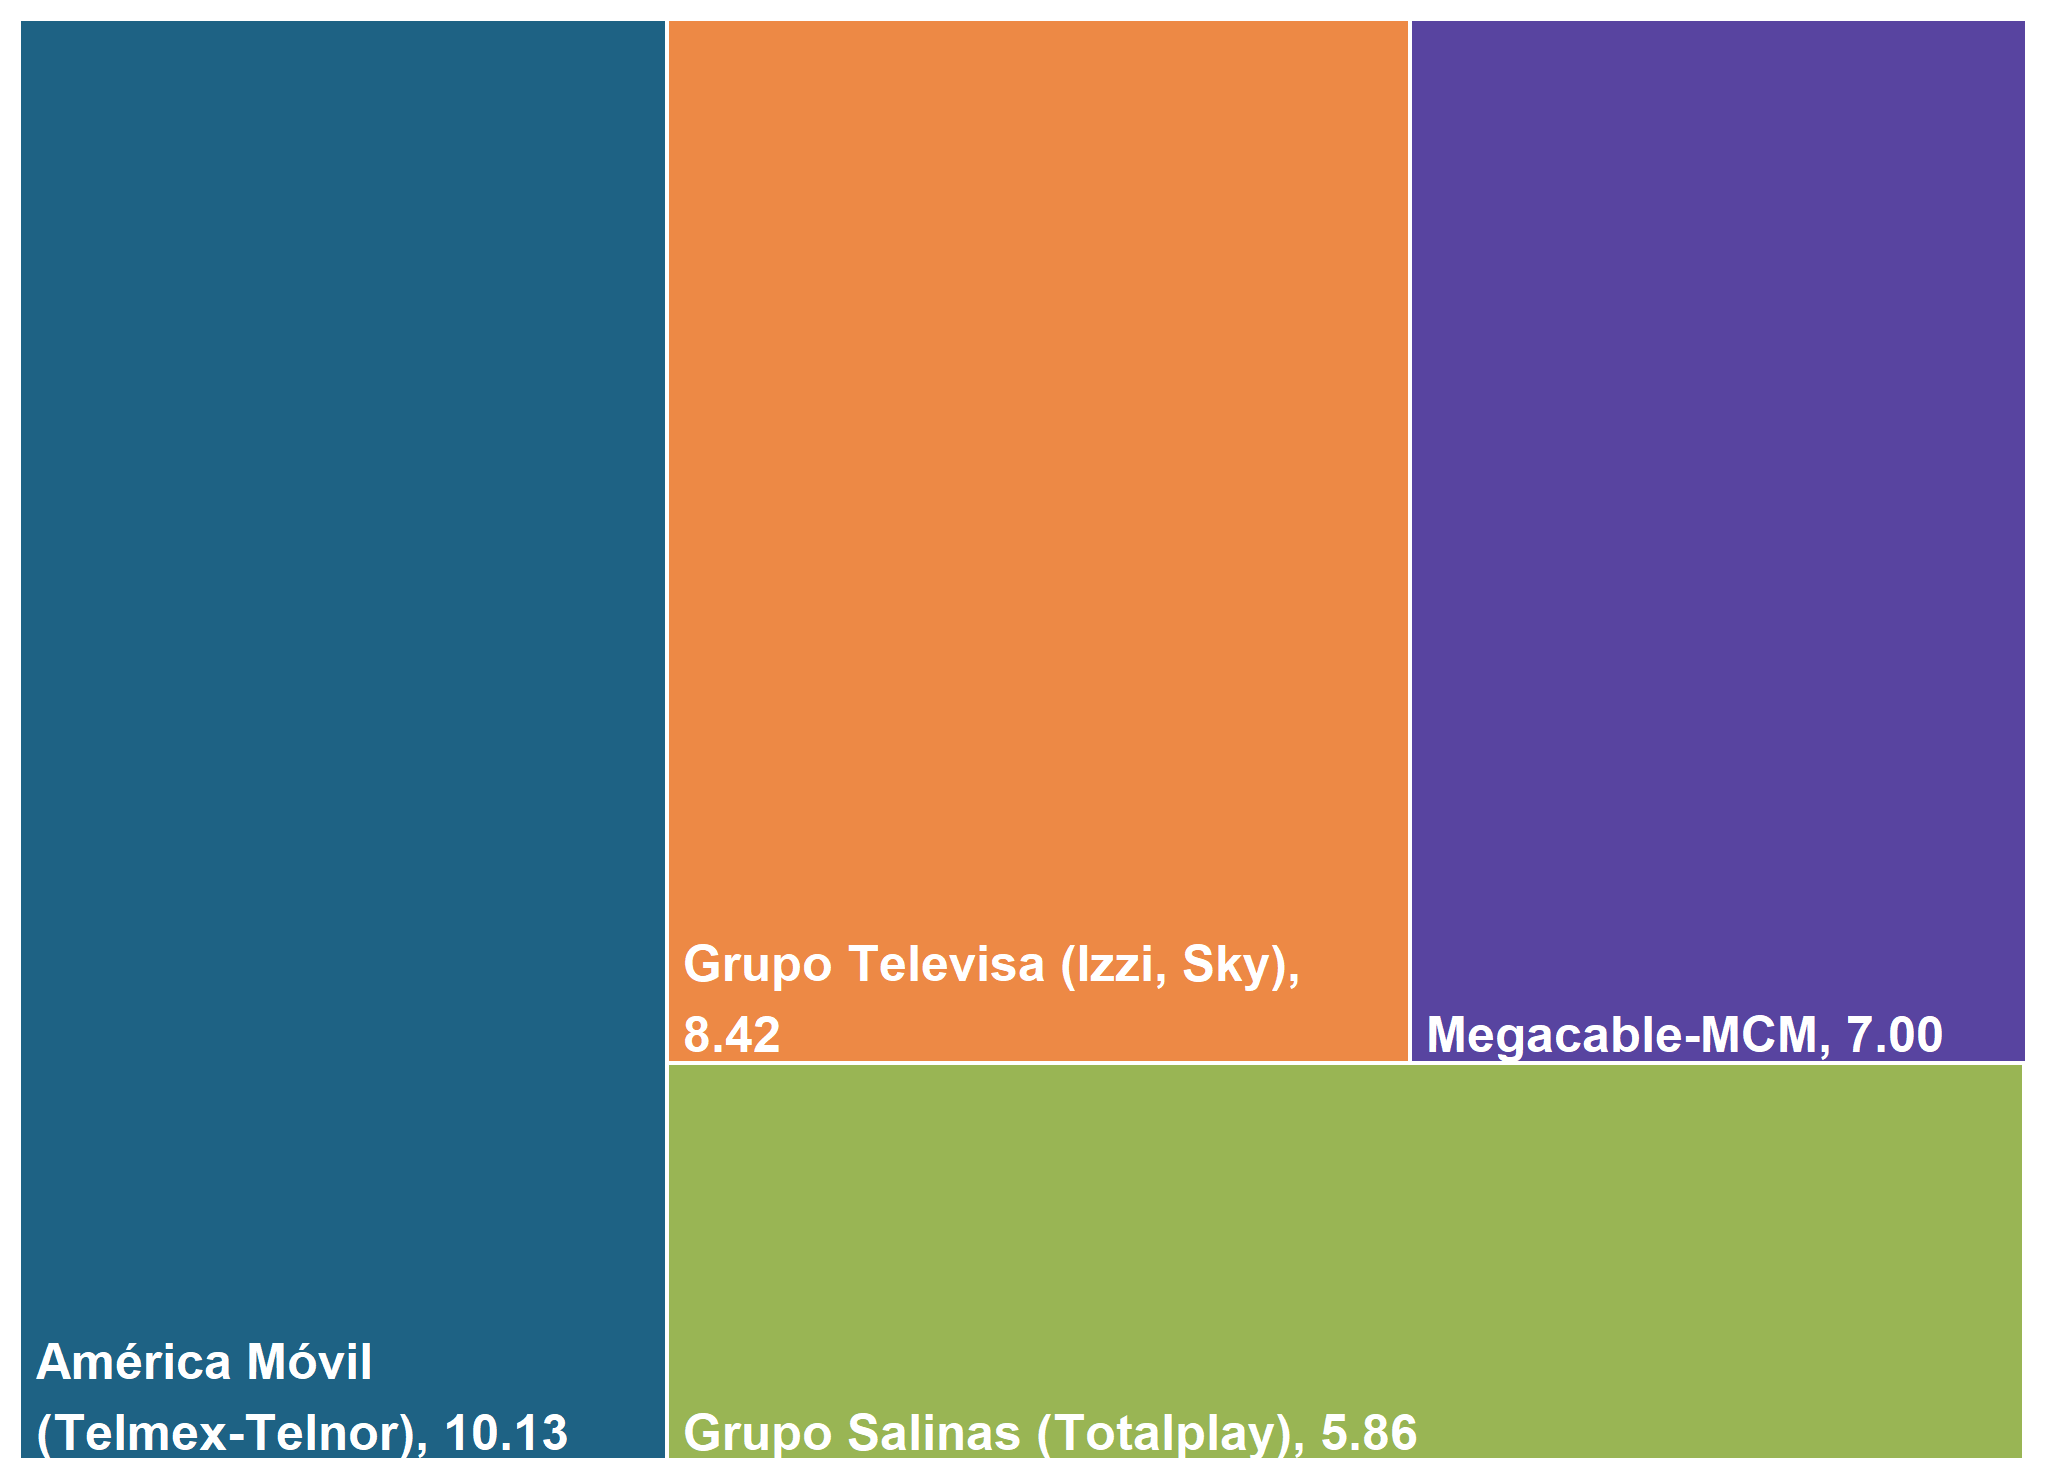 Grupo Televisa (Izzi, Sky),
8.42
Megacable-MCM, 7.00
América Móvil
(Telmex-Telnor), 10.13
Grupo Salinas (Totalplay), 5.86